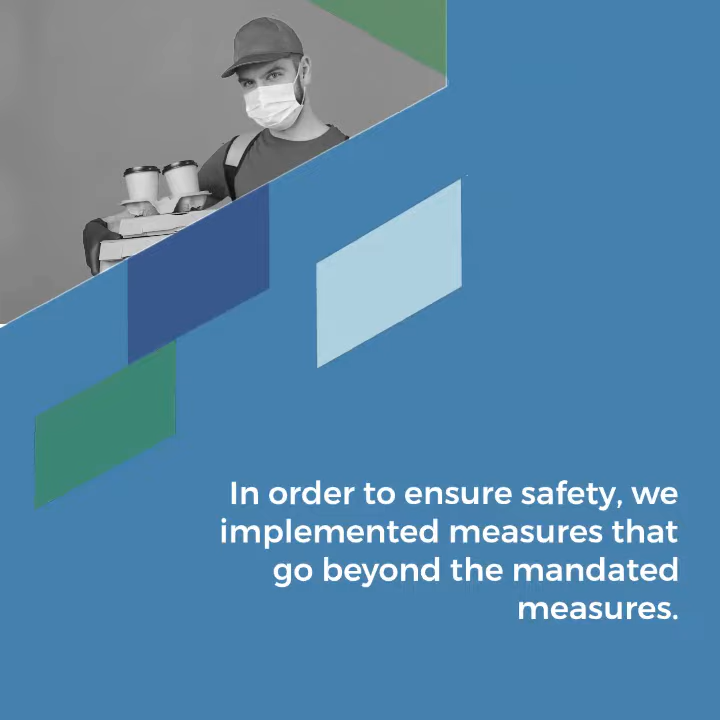 In order to ensure safety, we
implemented measures that
go beyond the mandated
measures.